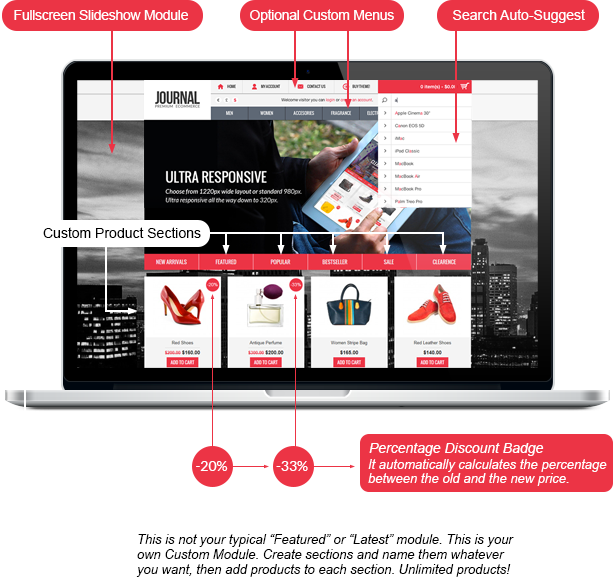 Fullscreen Slideshow Module
Optional Custom Menus
Search Auto-Suggest
JOURNAL
PREMIUM ECOMMERCE
HOME
MY ACCOUNT
CONTACT US
BUY THEME!
0 item(s) - $0.00
€ £ $
Welcome visitor you can login or create an account.
a
MEN
WOMEN
ACCESORIES
FRAGRANCE
Apple Cinema 30"
Canon EOS 5D
iMac
iPod Classic
MacBook
MacBook Air
MacBook Pro
Palm Treo Pro
ULTRA RESPONSIVE
Choose from 1220px wide layout or standard 980px.
Ultra responsive all the way down to 320px.
Custom Product Sections
NEW ARRIVALS
FEATURED
POPULAR
BESTSELLER
SALE
CLEARENCE
-20%
-33%
Red Shoes
$200.00 $160.00
ADD TO CART
Antique Perfume
$300.00 $200.00
ADD TO CART
Women Stripe Bag
$165.00
ADD TO CART
Red Leather Shoes
$140.00
ADD TO CART
-20%
-33%
Percentage Discount Badge
It automatically calculates the percentage
between the old and the new price.
This is not your typical “Featured” or “Latest” module. This is your
own Custom Module. Create sections and name them whatever
you want, then add products to each section. Unlimited products!